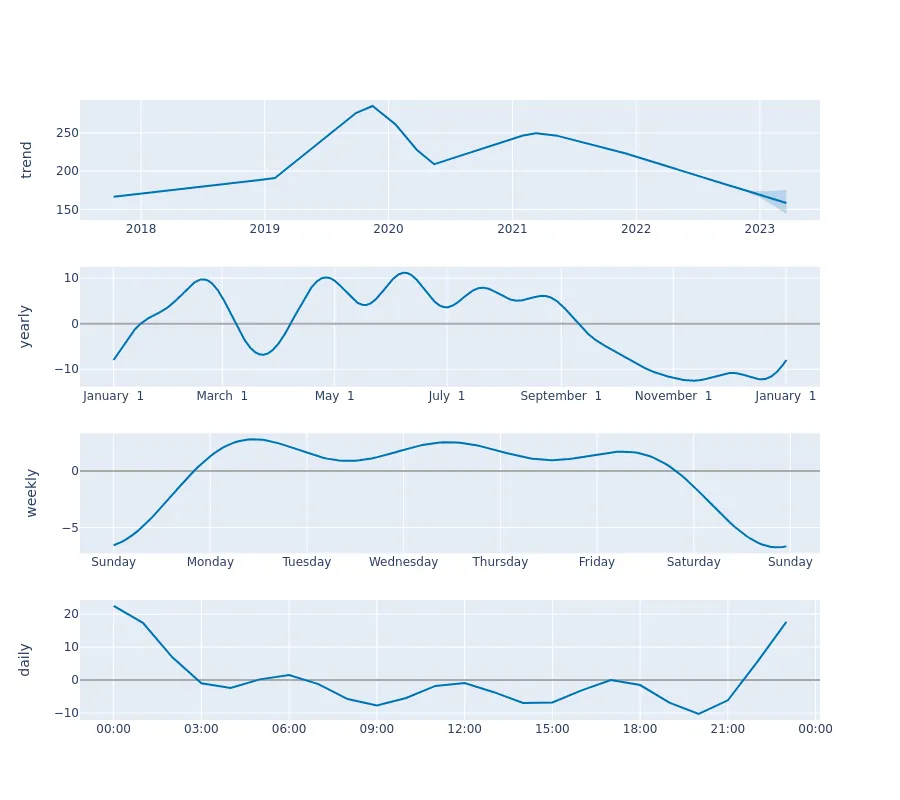 trend
250
200
150
2018 2019 2020 2021 2022 2023
yearly
10
0
−10
January 1 March 1 May 1 July 1 September 1 November 1 January 1
weekly
0
−5
Sunday Monday Tuesday Wednesday Thursday Friday Saturday Sunday
daily
20
10
0
−10
00:00 03:00 06:00 09:00 12:00 15:00 18:00 21:00 00:00